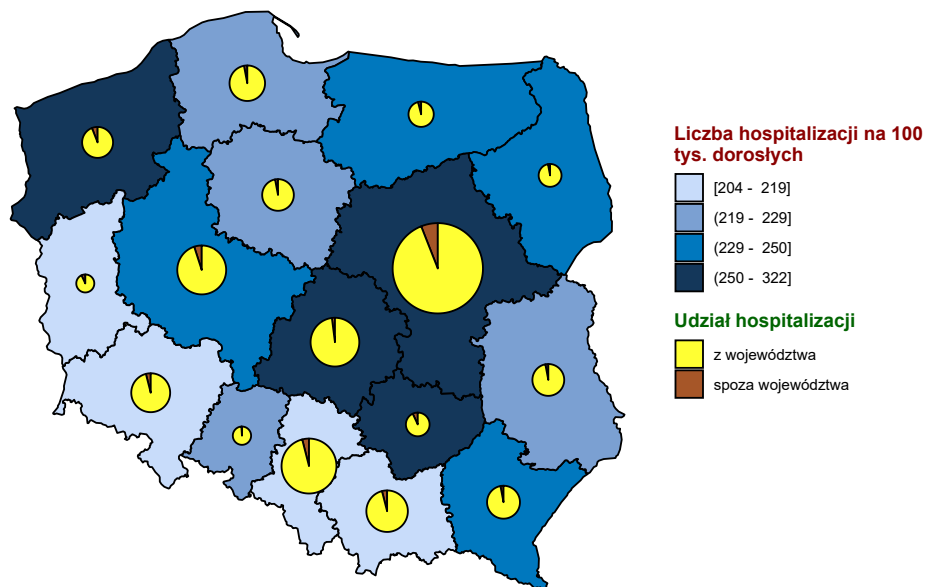 Liczba hospitalizacji na 100
tys. dorosłych
[204 - 219]
(219 - 229]
(229 - 250]
(250 - 322]
Udział hospitalizacji
z województwa
spoza województwa